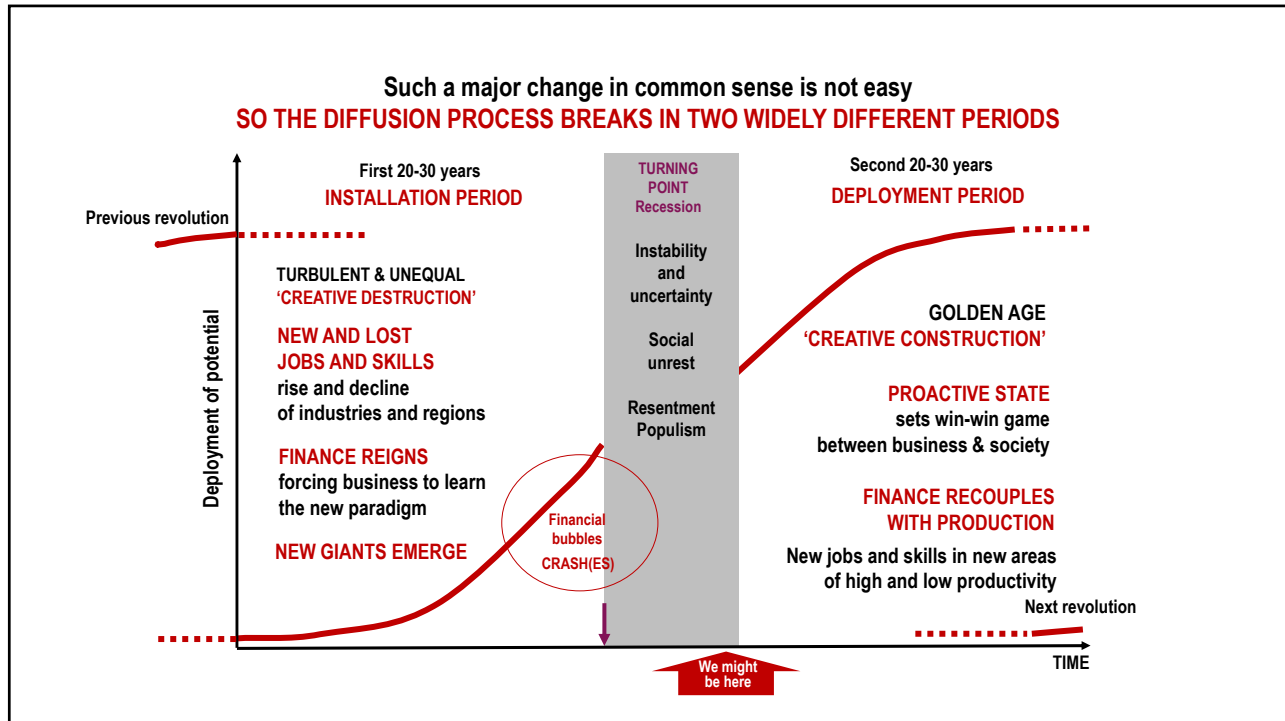 Such a major change in common sense is not easy
SO THE DIFFUSION PROCESS BREAKS IN TWO WIDELY DIFFERENT PERIODS
Previous revolution
Deployment of potential
First 20-30 years
INSTALLATION PERIOD
TURBULENT & UNEQUAL
‘CREATIVE DESTRUCTION’
NEW AND LOST
JOBS AND SKILLS
rise and decline
of industries and regions
FINANCE REIGNS
forcing business to learn
the new paradigm
NEW GIANTS EMERGE
Financial
bubbles
CRASH(ES)
TURNING
POINT
Recession
Instability
and
uncertainty
Social
unrest
Resentment
Populism
We might
be here
Second 20-30 years
DEPLOYMENT PERIOD
GOLDEN AGE
‘CREATIVE CONSTRUCTION’
PROACTIVE STATE
sets win-win game
between business & society
FINANCE RECOUPLES
WITH PRODUCTION
New jobs and skills in new areas
of high and low productivity
Next revolution
TIME